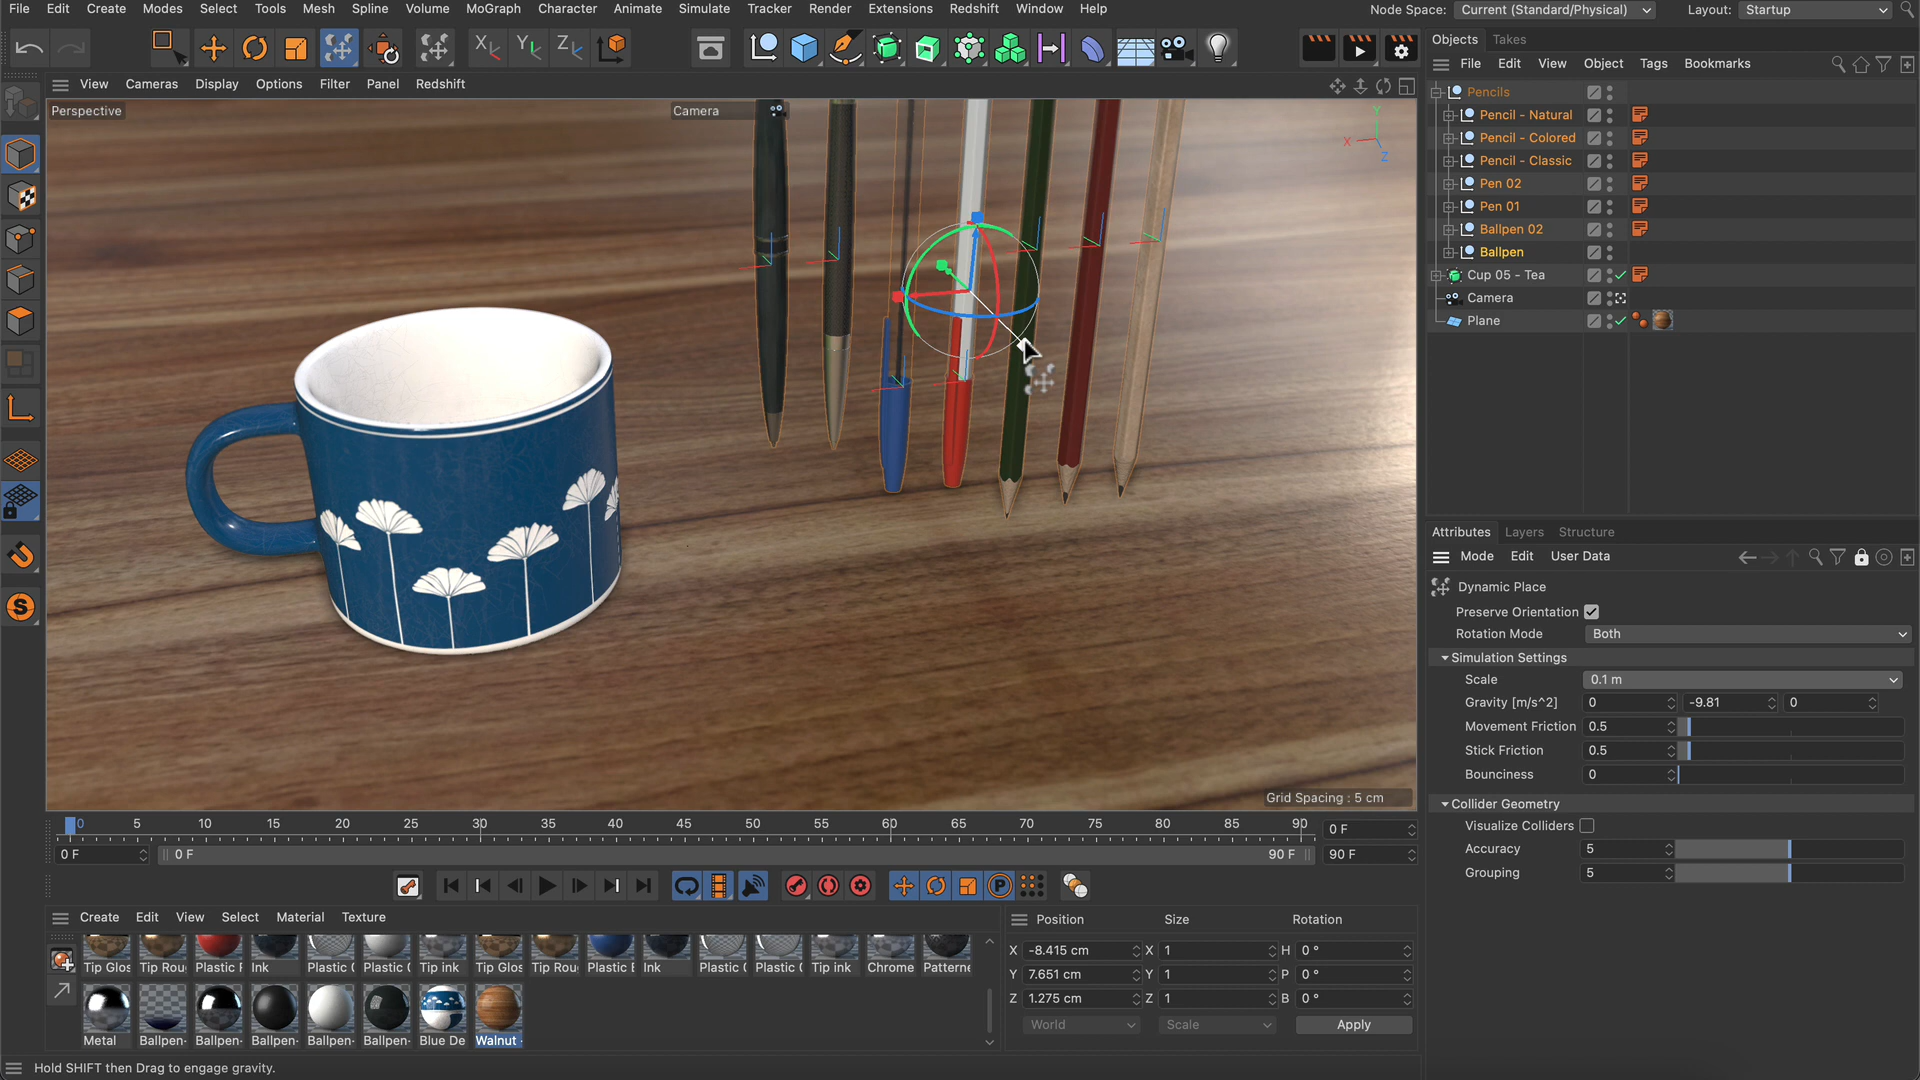 File Edit Create Modes Select Tools Mesh Spline Volume MoGraph Character Animate Simulate Tracker Render Extensions Redshift Window Help Node Space: Current (Standard/Physical) Layout: Startup
X Y Z
View Cameras Display Options Filter Panel Redshift
Perspective
Camera
Y
X
Z
Grid Spacing : 5 cm
0 5 10 15 20 25 30 35 40 45 50 55 60 65 70 75 80 85 90 0 F
0 F 0 F 90 F 90 F
P
Create Edit View Select Material Texture
Tip Glos Tip Rou Plastic F Ink Plastic ( Plastic ( Tip ink Tip Glos Tip Rou Plastic E Ink Plastic ( Plastic ( Tip ink Chrome Patterne
Metal Ballpen- Ballpen- Ballpen- Ballpen- Ballpen- Blue De Walnut -
Position Size Rotation
X -8.415 cm X 1 H 0 °
Y 7.651 cm Y 1 P 0 °
Z 1.275 cm Z 1 B 0 °
World Scale Apply
Hold SHIFT then Drag to engage gravity.
Objects Takes
File Edit View Object Tags Bookmarks
Pencils
Pencil - Natural
Pencil - Colored
Pencil - Classic
Pen 02
Pen 01
Ballpen 02
Ballpen
Cup 05 - Tea
Camera
Plane
Attributes Layers Structure
Mode Edit User Data
Dynamic Place
Preserve Orientation
Rotation Mode Both
Simulation Settings
Scale 0.1 m
Gravity [m/s^2] 0 -9.81 0
Movement Friction 0.5
Stick Friction 0.5
Bounciness 0
Collider Geometry
Visualize Colliders
Accuracy 5
Grouping 5
S